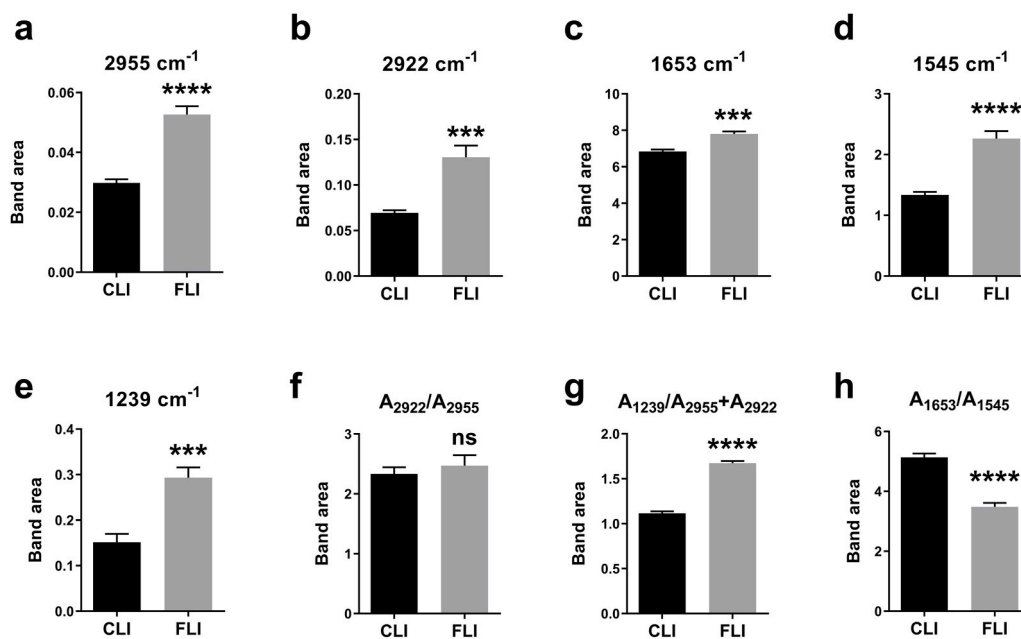 a
2955 cm⁻¹
Band area
0.06
0.04
0.02
0.00
****
CLI
FLI
b
2922 cm⁻¹
Band area
0.20
0.15
0.10
0.05
0.00
***
CLI
FLI
c
1653 cm⁻¹
Band area
10
8
6
4
2
0
***
CLI
FLI
d
1545 cm⁻¹
Band area
3
2
1
0
****
CLI
FLI
e
1239 cm⁻¹
Band area
0.4
0.3
0.2
0.1
0.0
***
CLI
FLI
f
A₂₉₂₂/A₂₉₅₅
Band area
3
2
1
0
ns
CLI
FLI
g
A₁₂₃₉/A₂₉₅₅+A₂₉₂₂
Band area
2.0
1.5
1.0
0.5
0.0
****
CLI
FLI
h
A₁₆₅₃/A₁₅₄₅
Band area
6
4
2
0
****
CLI
FLI